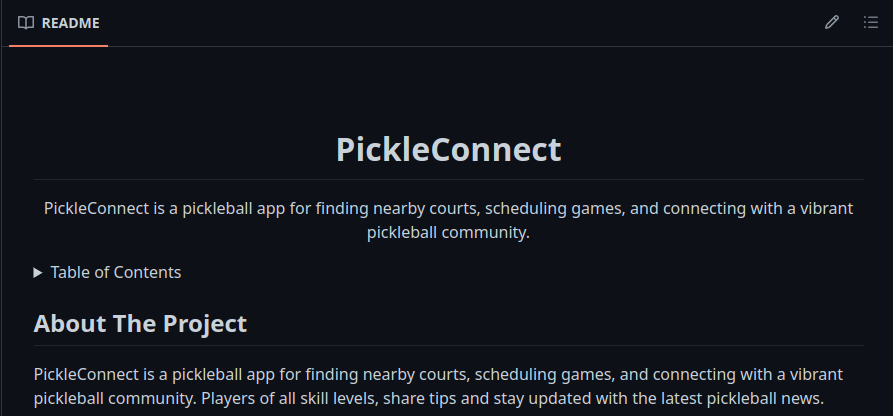 README
PickleConnect
PickleConnect is a pickleball app for finding nearby courts, scheduling games, and connecting with a vibrant
pickleball community.
Table of Contents
About The Project
PickleConnect is a pickleball app for finding nearby courts, scheduling games, and connecting with a vibrant
pickleball community. Players of all skill levels, share tips and stay updated with the latest pickleball news.